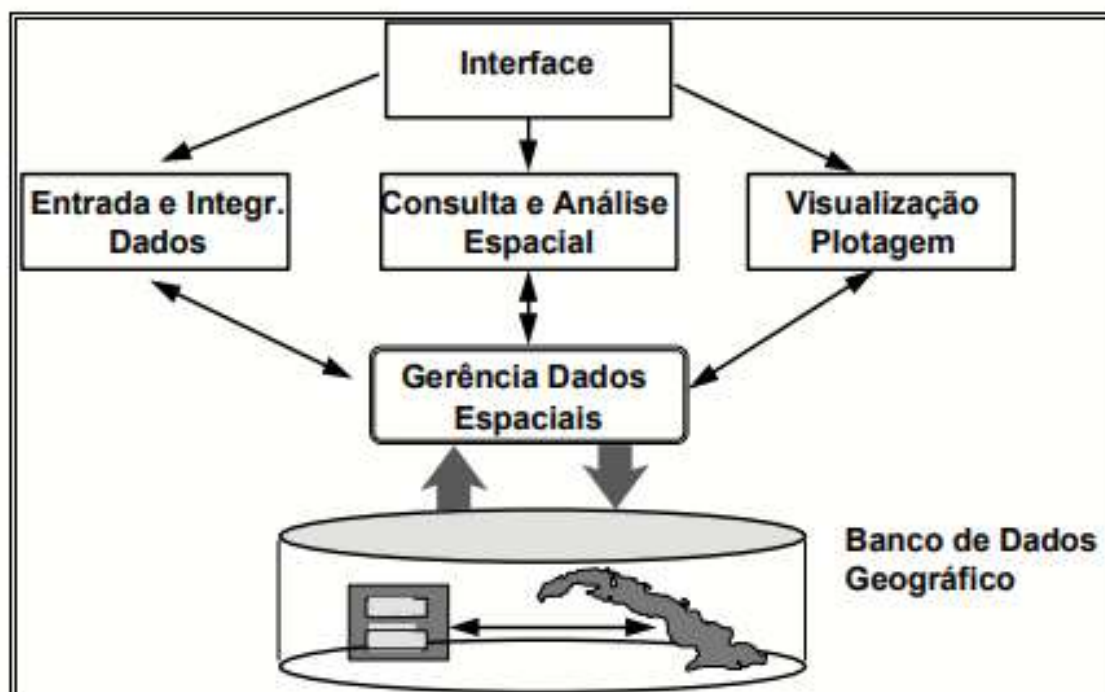 Interface
Entrada e Integr.
Dados
Consulta e Análise
Espacial
Visualização
Plotagem
Gerência Dados
Espaciais
Banco de Dados
Geográfico